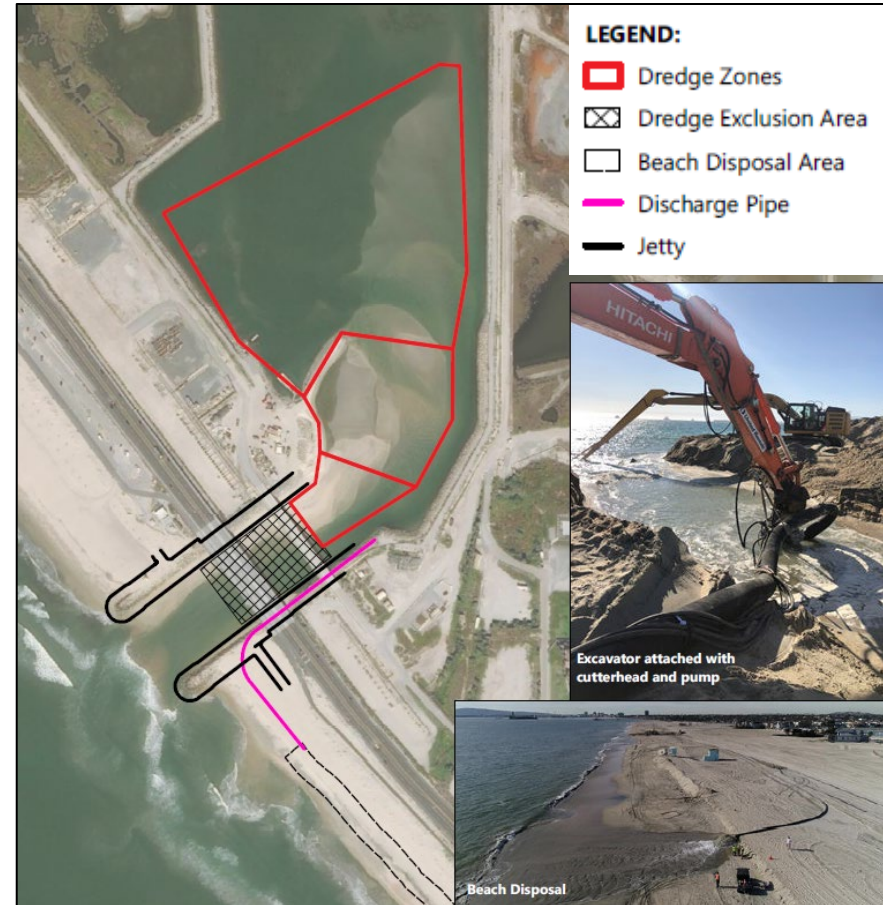 LEGEND:
Dredge Zones
Dredge Exclusion Area
Beach Disposal Area
Discharge Pipe
Jetty
HITACHI
Excavator attached with
cutterhead and pump
Beach Disposal